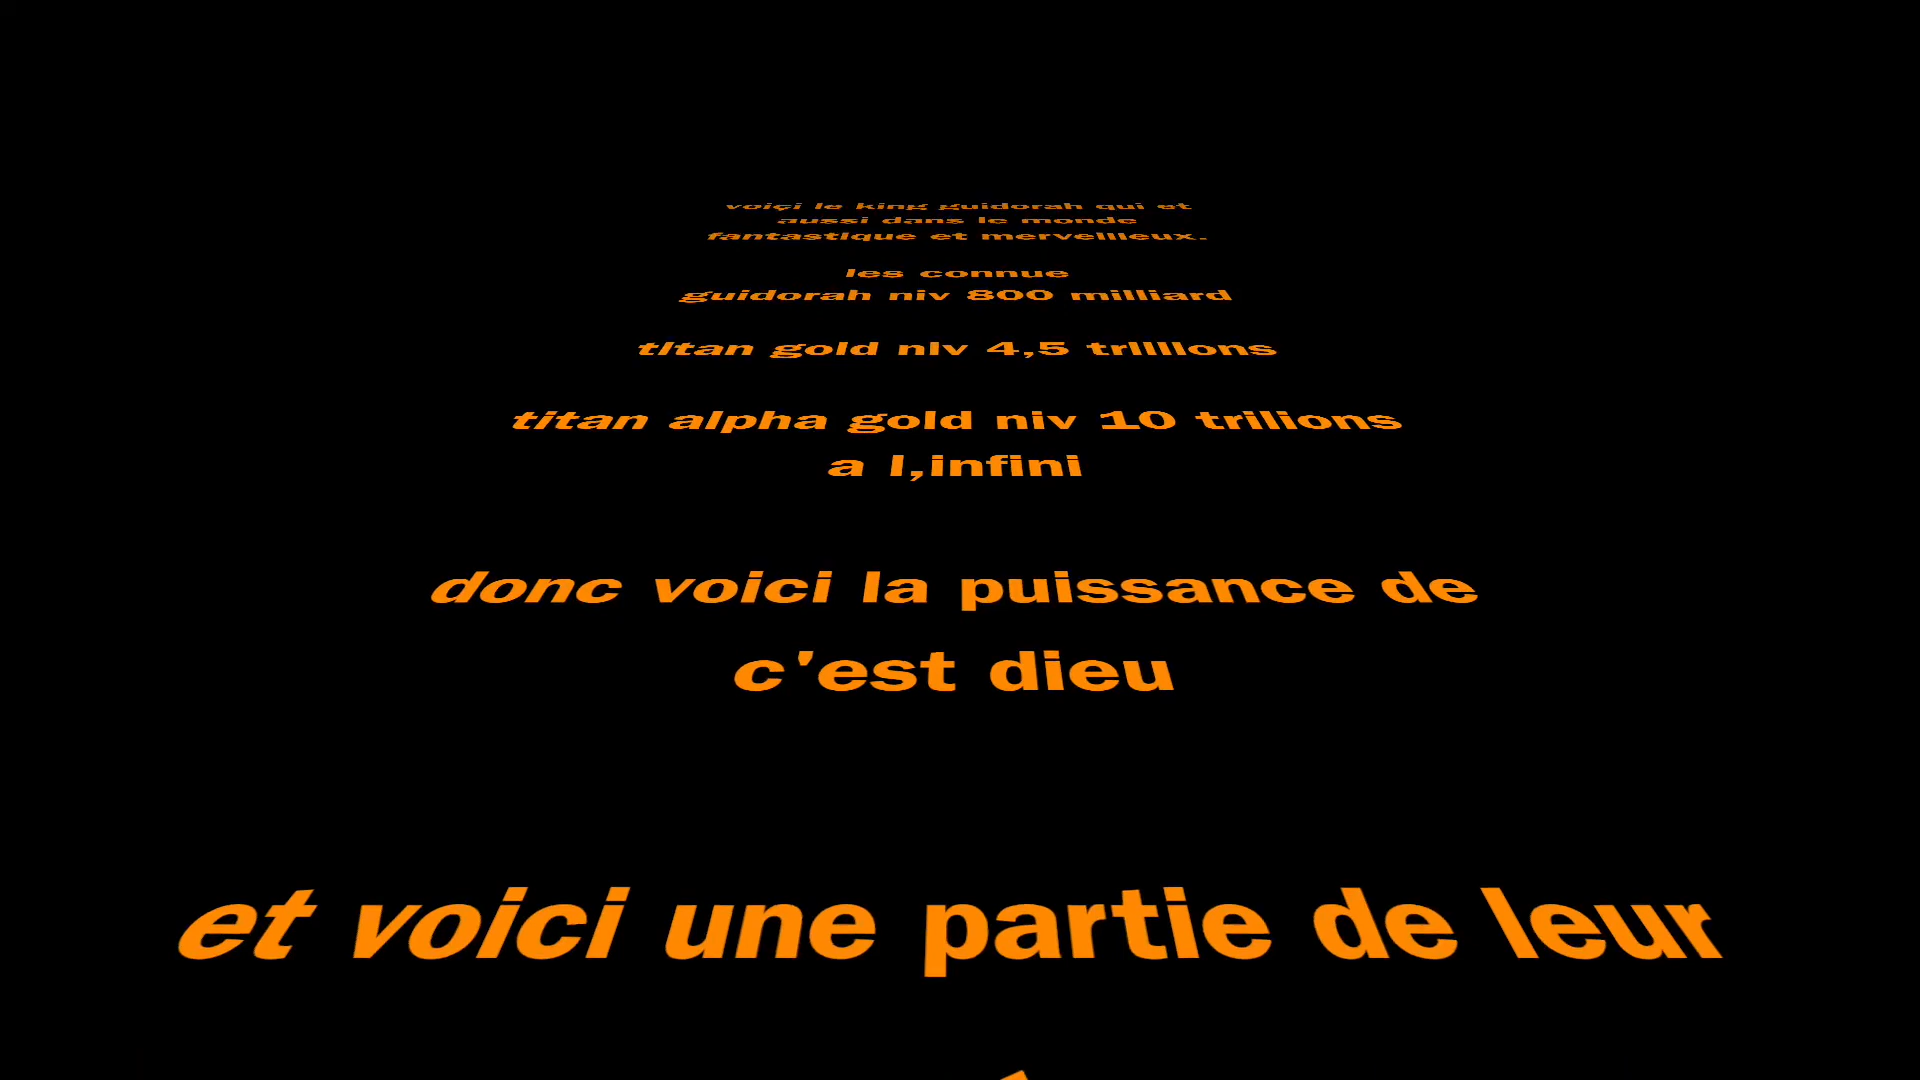 voiçi le king guidorah qui et
aussi dans le monde
fantastique et merveilleux.
les connue
guidorah niv 800 milliard
titan gold niv 4,5 trillions
titan alpha gold niv 10 trilions
a l,infini
donc voici la puissance de
c'est dieu
et voici une partie de leur